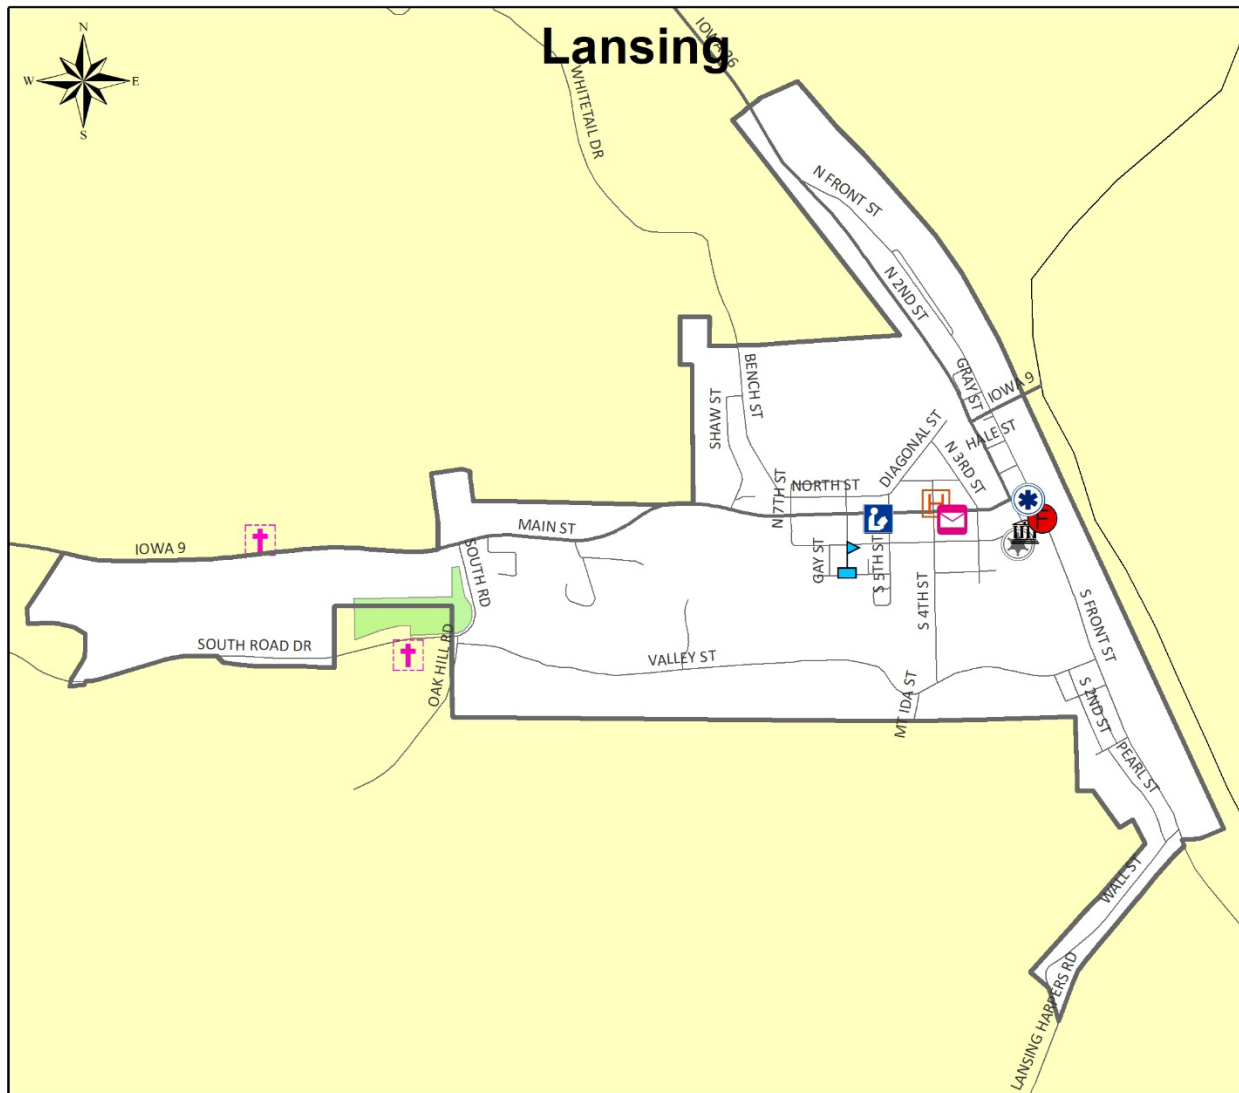 Lansing
N
W
E
S
IOWA 26
WHITETAIL DR
N FRONT ST
N 2ND ST
GRAY ST
IOWA 9
BENCH ST
SHAW ST
DIAGONAL ST
HALE ST
N 3RD ST
N 7TH ST
NORTH ST
H
F
MAIN ST
IOWA 9
SOUTH RD
GAY ST
S 5TH ST
S 4TH ST
S FRONT ST
SOUTH ROAD DR
OAK HILL RD
VALLEY ST
MT IDA ST
S 2ND ST
PEARL ST
WALL ST
LANSING HARPERS RD